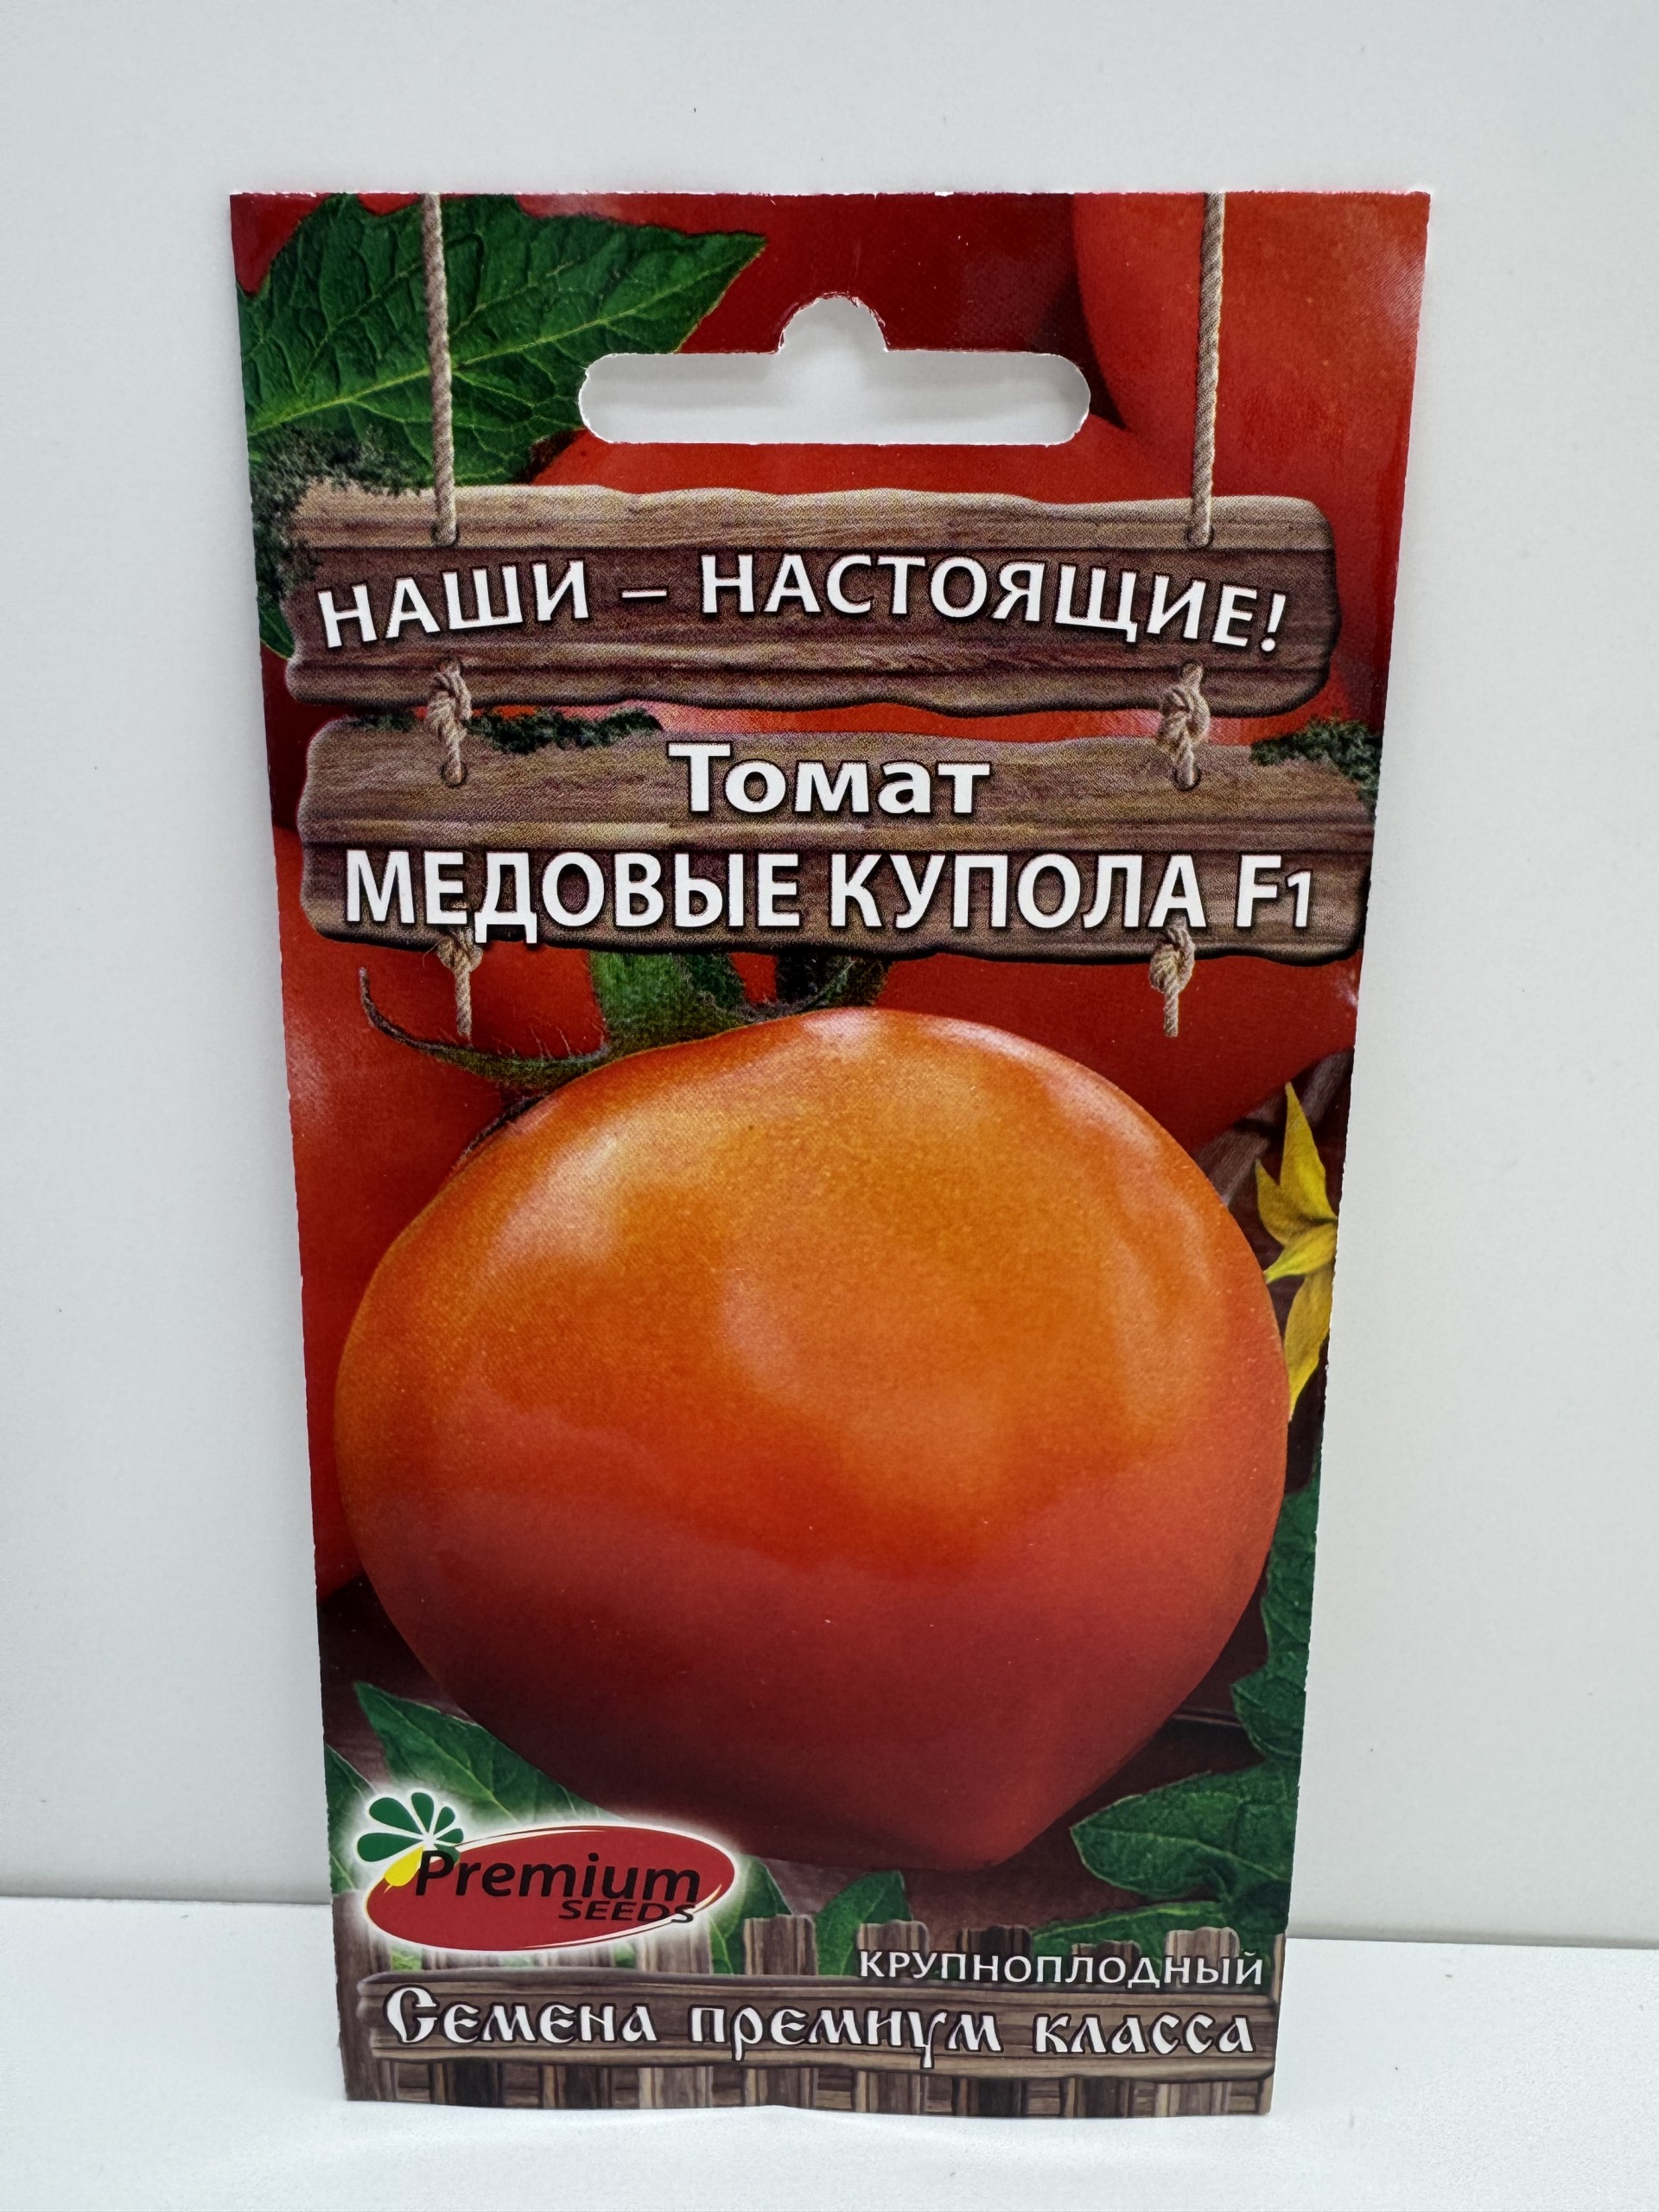 НАШИ – НАСТОЯЩИЕ!
Томат
МЕДОВЫЕ КУПОЛА F1
Premium
SEEDS
КРУПНОПЛОДНЫЙ
Семена премиум класса